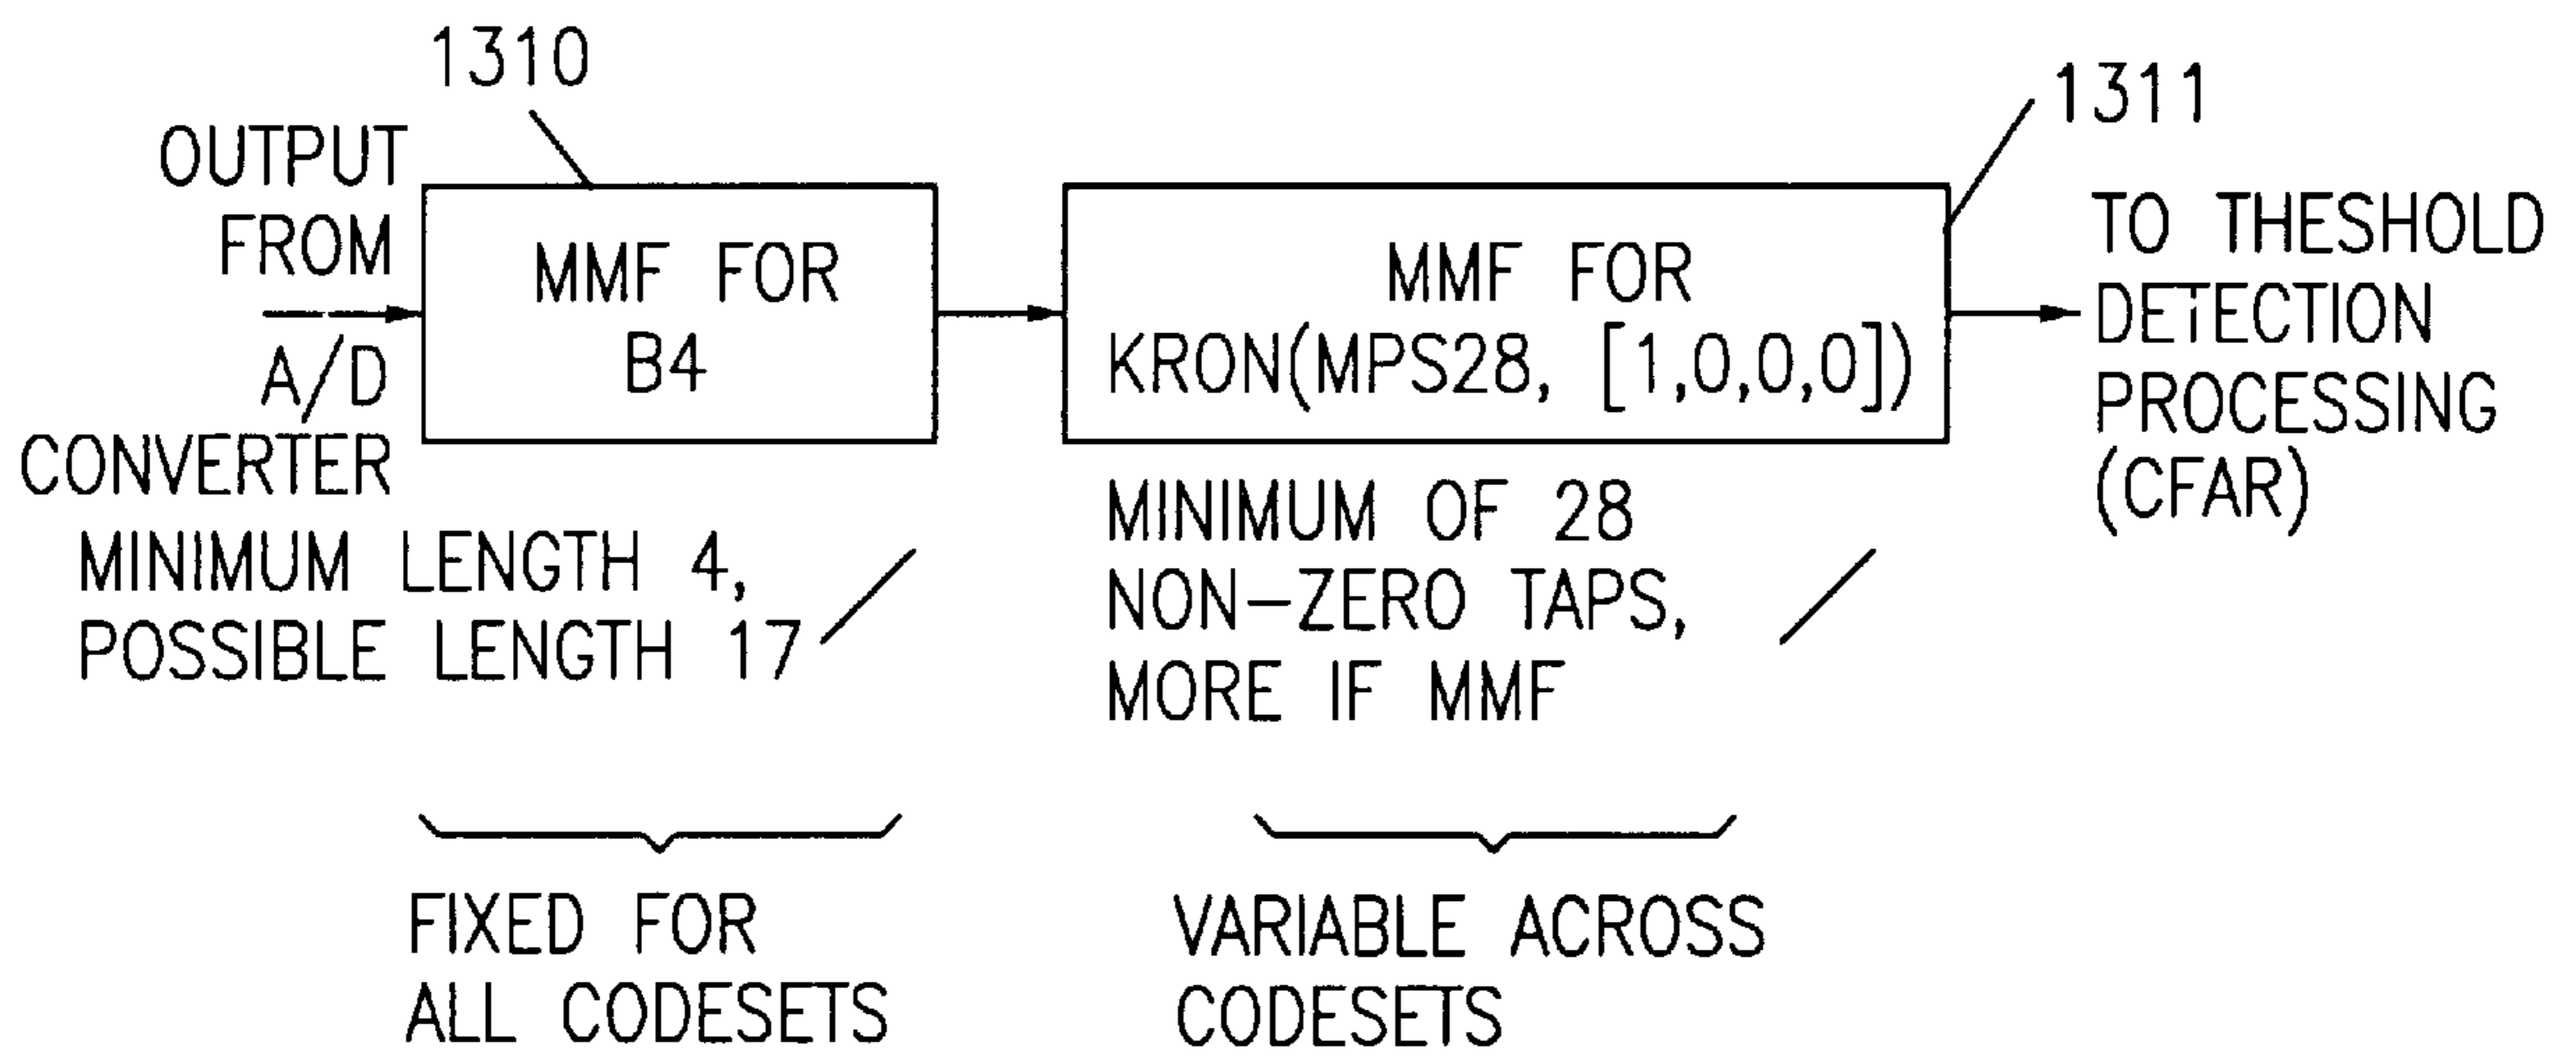 1310
OUTPUT
FROM
A/D
CONVERTER
MMF FOR
B4
MINIMUM LENGTH 4,
POSSIBLE LENGTH 17
FIXED FOR
ALL CODESETS
1311
MMF FOR
KRON(MPS28, [1,0,0,0])
MINIMUM OF 28
NON-ZERO TAPS,
MORE IF MMF
VARIABLE ACROSS
CODESETS
TO THESHOLD
DETECTION
PROCESSING
(CFAR)